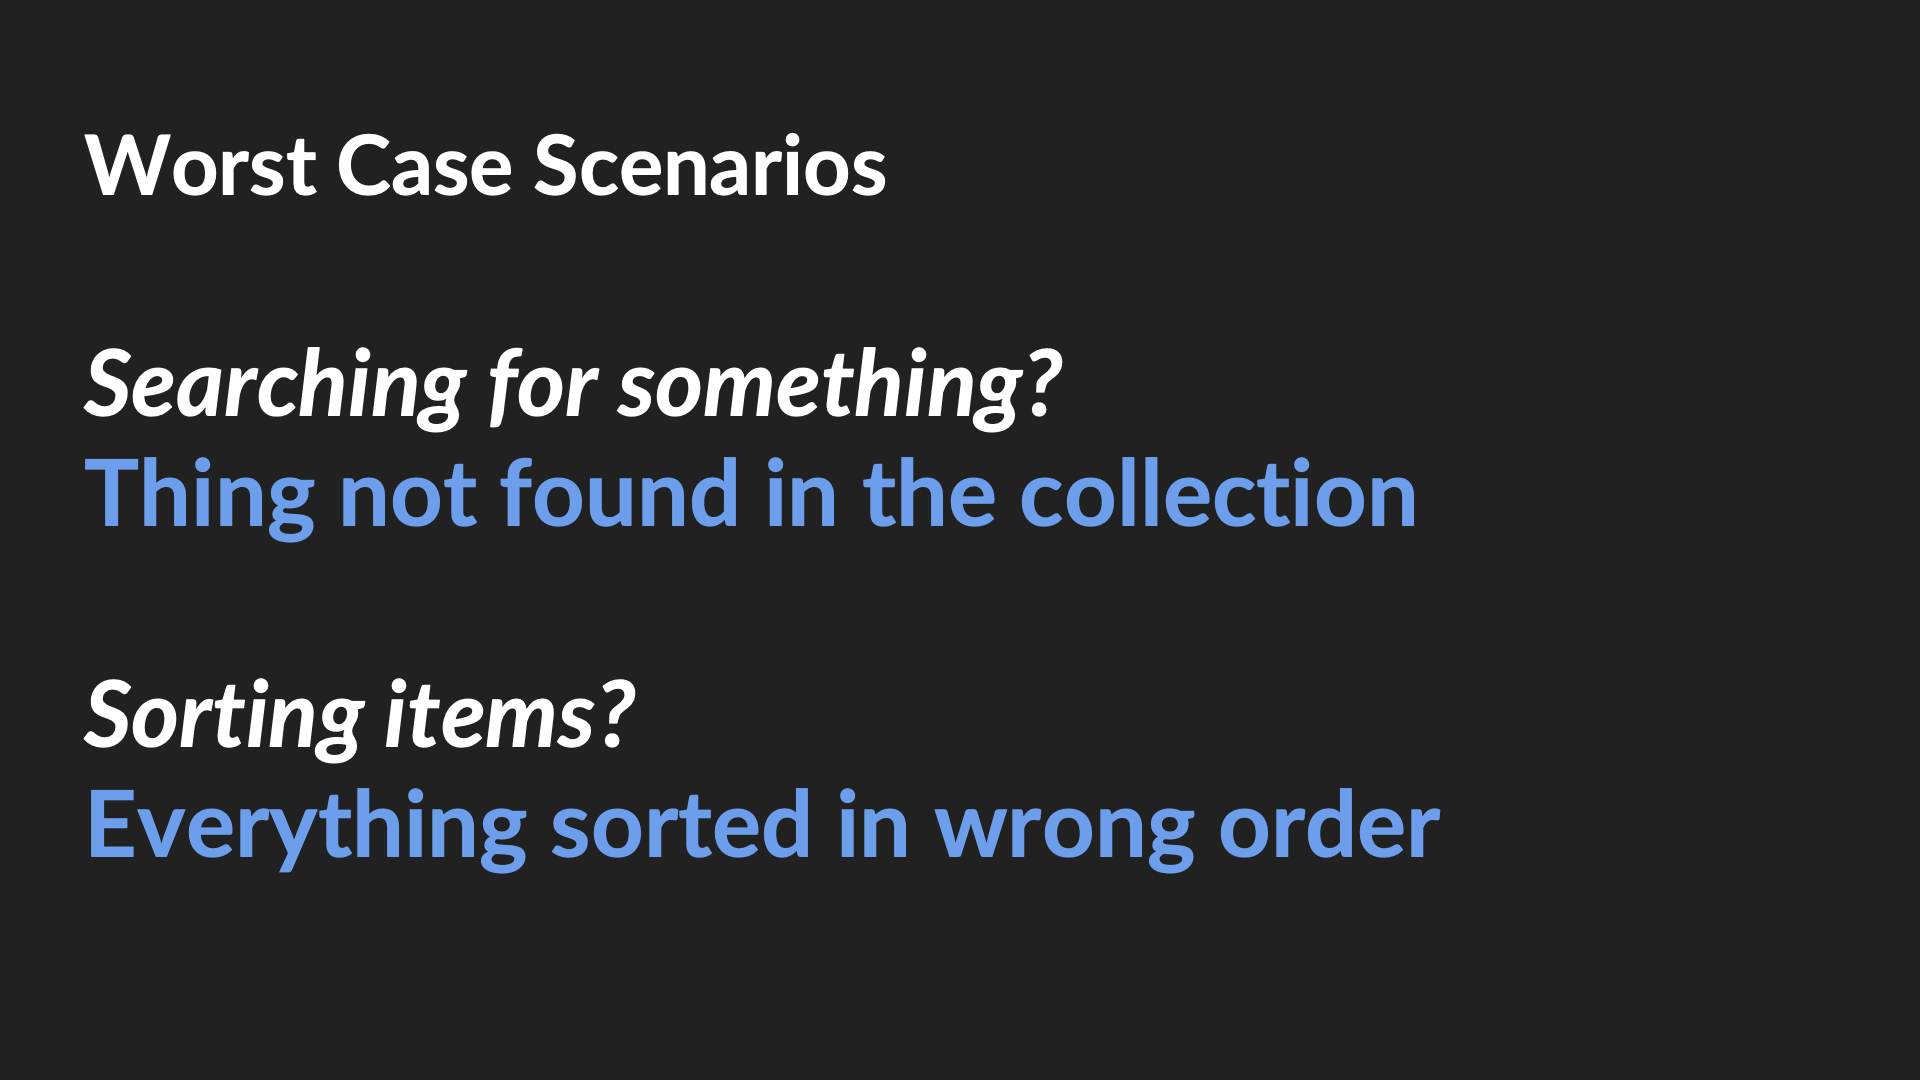 Worst Case Scenarios
Searching for something?
Thing not found in the collection
Sorting items?
Everything sorted in wrong order